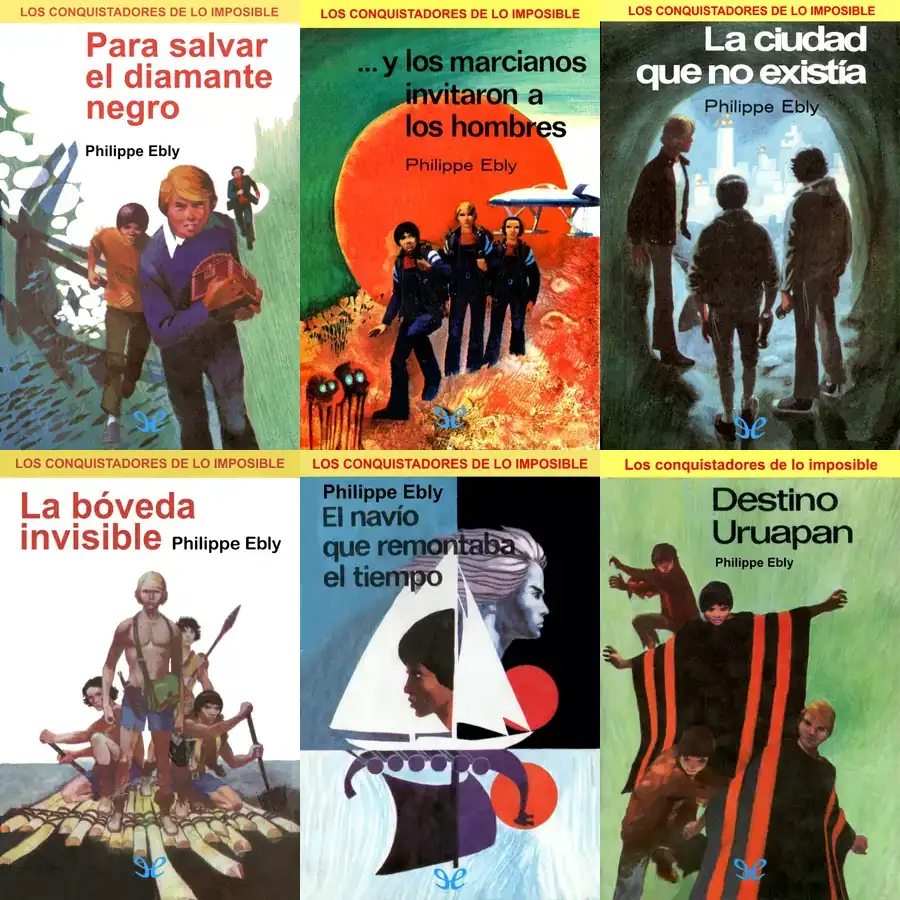 LOS CONQUISTADORES DE LO IMPOSIBLE
Para salvar
el diamante
negro
Philippe Ebly
LOS CONQUISTADORES DE LO IMPOSIBLE
... y los marcianos
invitaron a
los hombres
Philippe Ebly
LOS CONQUISTADORES DE LO IMPOSIBLE
La ciudad
que no existía
Philippe Ebly
LOS CONQUISTADORES DE LO IMPOSIBLE
La bóveda
invisible Philippe Ebly
LOS CONQUISTADORES DE LO IMPOSIBLE
Philippe Ebly
El navío
que remontaba
el tiempo
Los conquistadores de lo imposible
Destino
Uruapan
Philippe Ebly